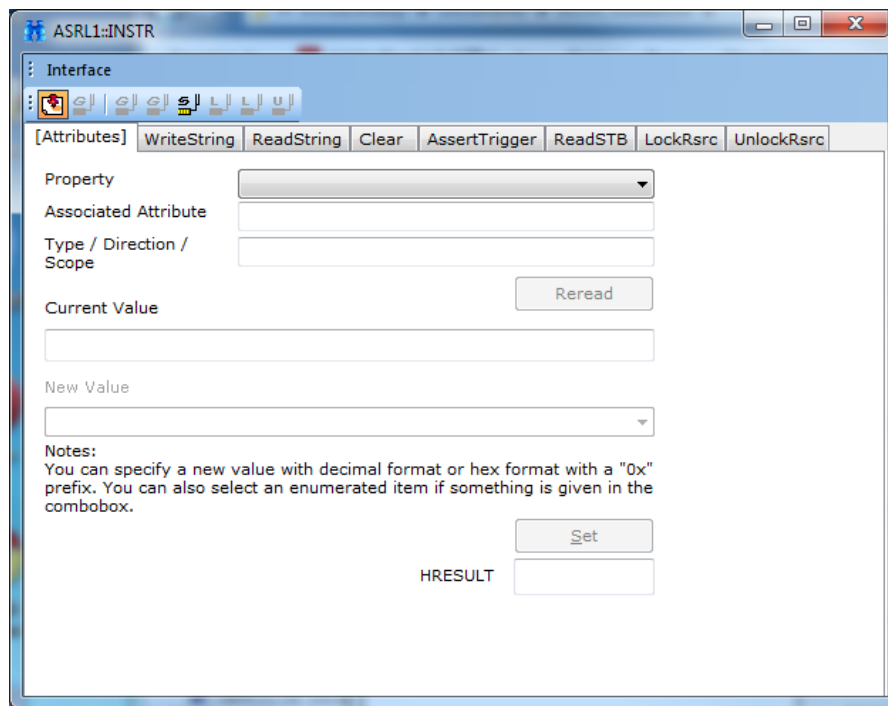 ASRL1::INSTR
Interface
[Attributes] WriteString ReadString Clear AssertTrigger ReadSTB LockRsrc UnlockRsrc
Property
Associated Attribute
Type / Direction /
Scope
Reread
Current Value
New Value
Notes:
You can specify a new value with decimal format or hex format with a "0x"
prefix. You can also select an enumerated item if something is given in the
combobox.
Set
HRESULT